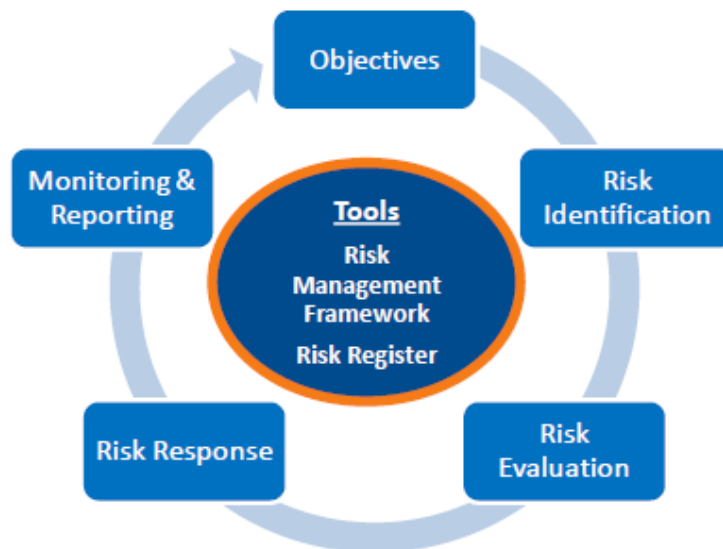 Objectives
Risk
Identification
Risk
Evaluation
Risk Response
Monitoring &
Reporting
Tools
Risk
Management
Framework
Risk Register